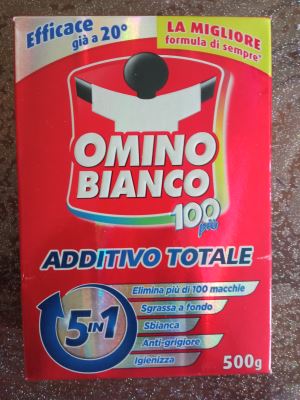 Efficace
già a 20°
LA MIGLIORE
formula di sempre*
OMINO
BIANCO
100
più
ADDITIVO TOTALE
5 IN 1
Elimina più di 100 macchie
Sgrassa a fondo
Sbianca
Anti-grigiore
Igienizza
500g